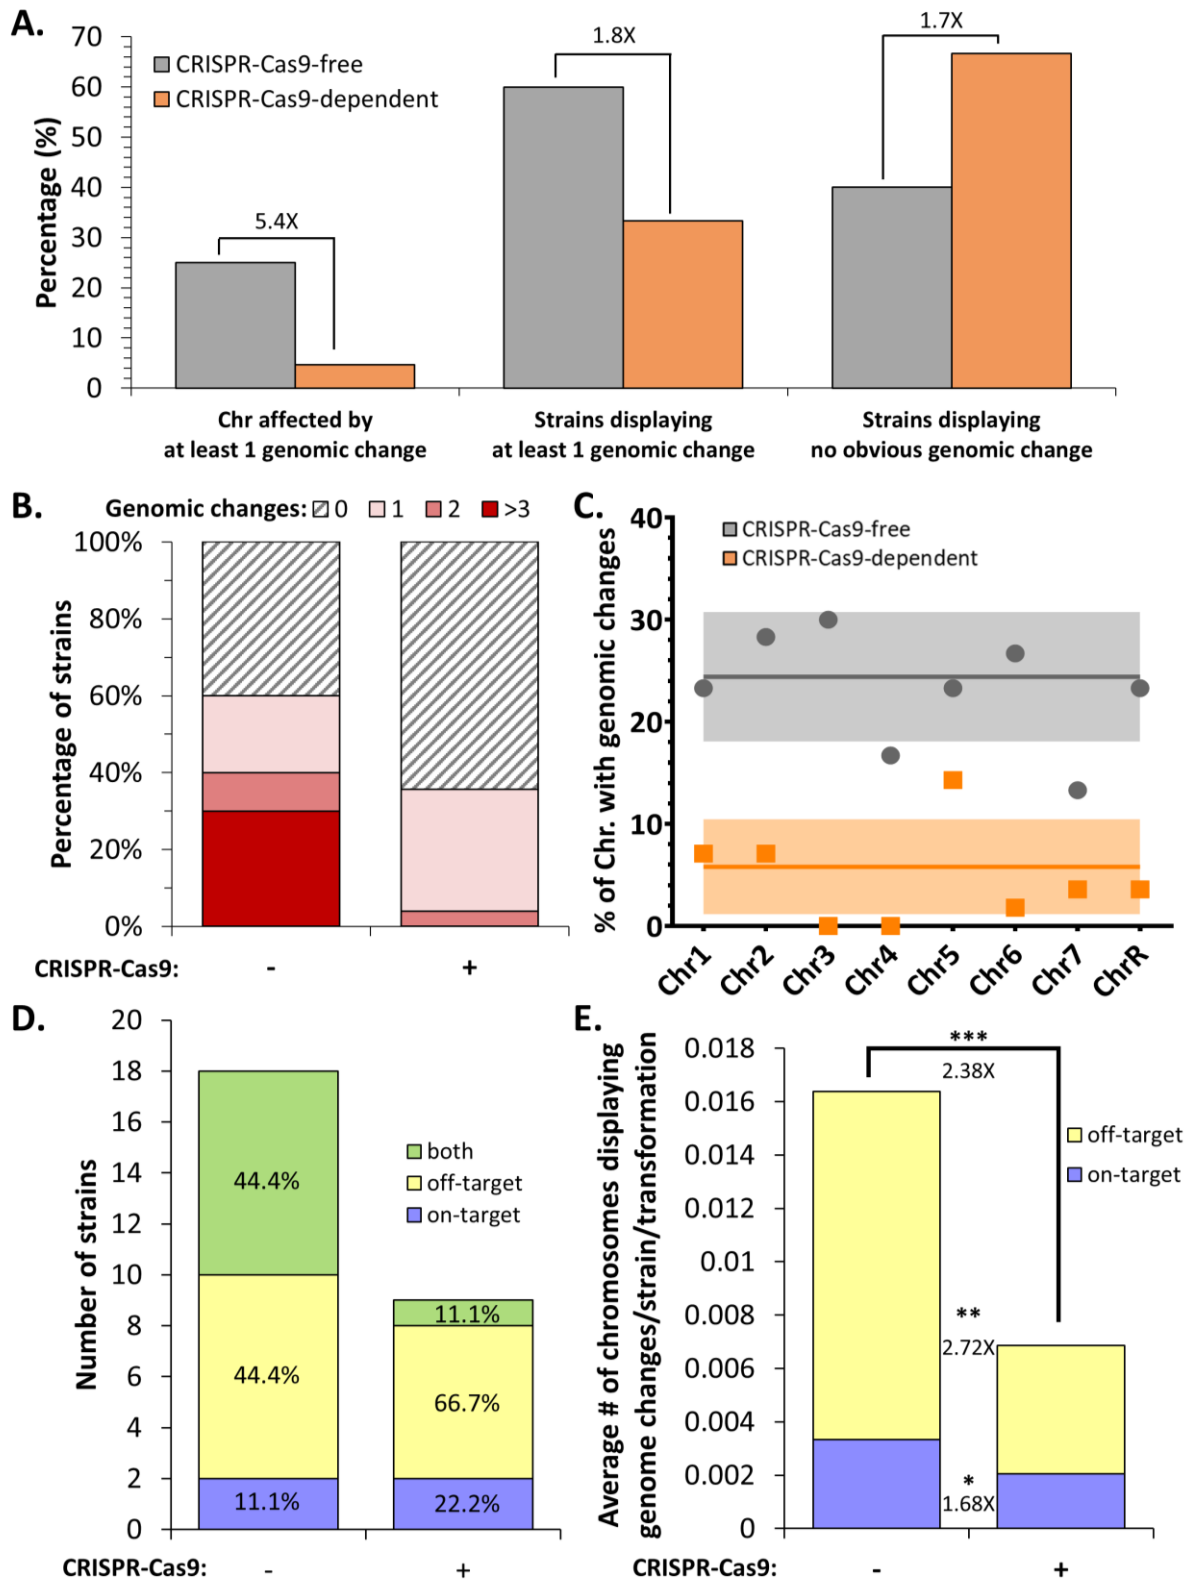 A.
Percentage (%)
70
60
50
40
30
20
10
0
CRISPR-Cas9-free
CRISPR-Cas9-dependent
5.4X
1.8X
1.7X
Chr affected by
at least 1 genomic change
Strains displaying
at least 1 genomic change
Strains displaying
no obvious genomic change
B.
Genomic changes: 0 1 2 >3
Percentage of strains
100%
80%
60%
40%
20%
0%
CRISPR-Cas9: - +
C.
% of Chr. with genomic changes
40
30
20
10
0
CRISPR-Cas9-free
CRISPR-Cas9-dependent
Chr1 Chr2 Chr3 Chr4 Chr5 Chr6 Chr7 ChrR
D.
Number of strains
20
18
16
14
12
10
8
6
4
2
0
both
off-target
on-target
44.4%
44.4%
11.1%
11.1%
66.7%
22.2%
CRISPR-Cas9: - +
E.
Average # of chromosomes displaying
genome changes/strain/transformation
0.018
0.016
0.014
0.012
0.01
0.008
0.006
0.004
0.002
0
***
2.38X
**
2.72X
*
1.68X
off-target
on-target
CRISPR-Cas9: - +